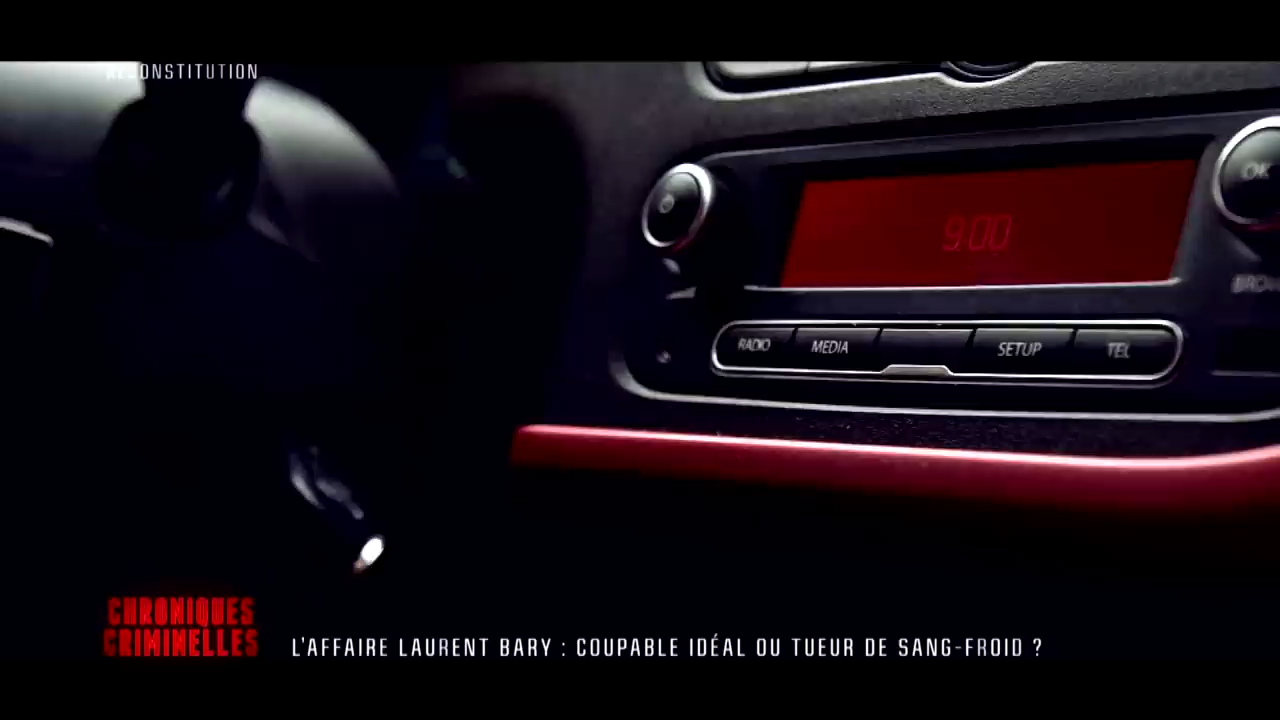 RECONSTITUTION
9:00
OK
RADIO
MEDIA
SETUP
TEL
CHRONIQUES
CRIMINELLES
L'AFFAIRE LAURENT BARY : COUPABLE IDÉAL OU TUEUR DE SANG-FROID ?